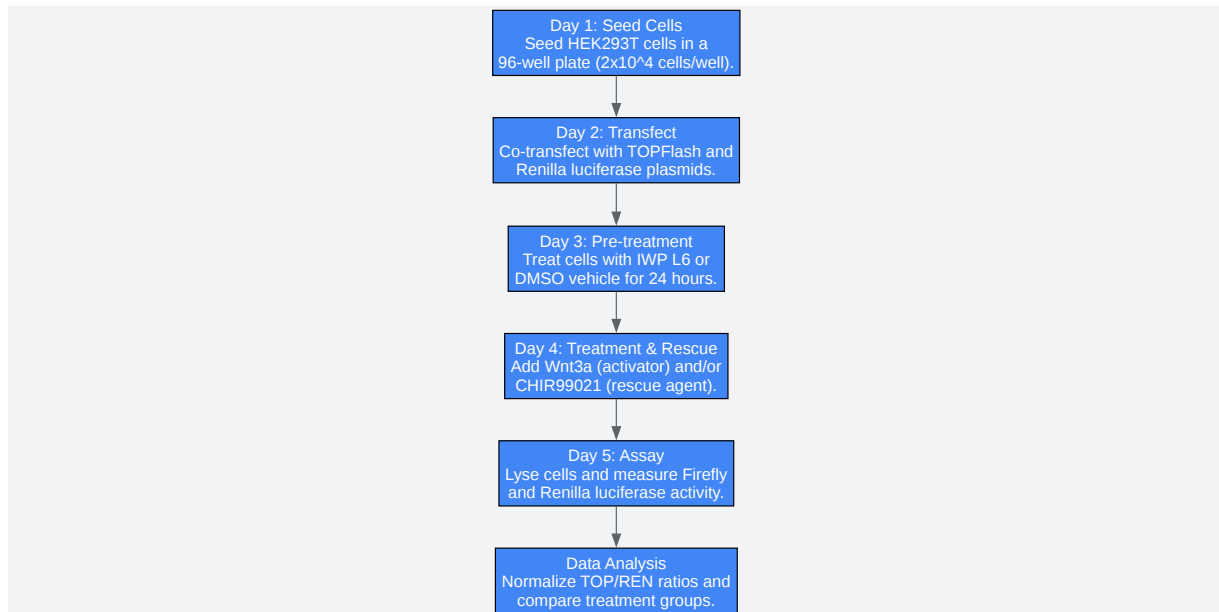 Day 1: Seed Cells
Seed HEK293T cells in a
96-well plate (2x10^4 cells/well).
Day 2: Transfect
Co-transfect with TOPFlash and
Renilla luciferase plasmids.
Day 3: Pre-treatment
Treat cells with IWP L6 or
DMSO vehicle for 24 hours.
Day 4: Treatment & Rescue
Add Wnt3a (activator) and/or
CHIR99021 (rescue agent).
Day 5: Assay
Lyse cells and measure Firefly
and Renilla luciferase activity.
Data Analysis
Normalize TOP/REN ratios and
compare treatment groups.